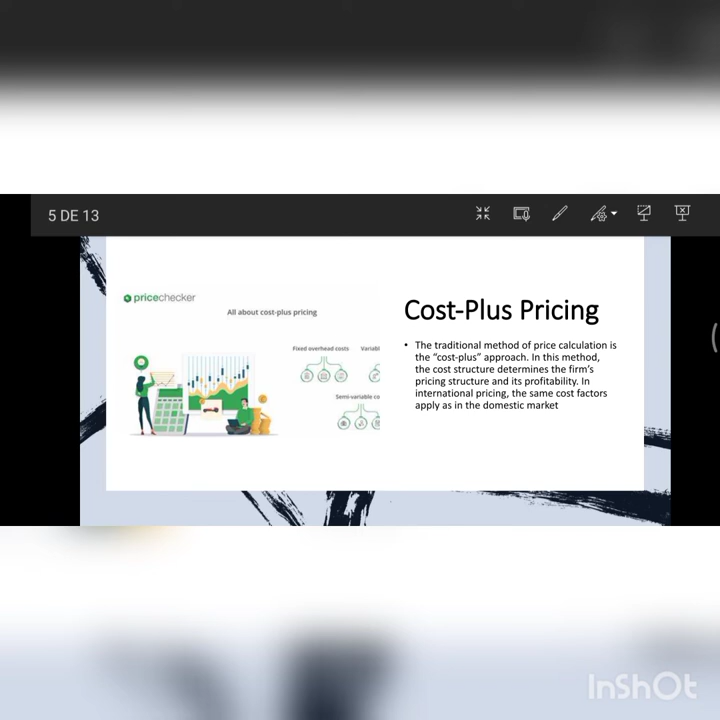 5 DE 13
pricechecker
All about cost-plus pricing
Fixed overhead costs
Semi-variable
Cost-Plus Pricing
• The traditional method of price calculation is
the “cost-plus” approach. In this method,
the cost structure determines the firm’s
pricing structure and its profitability. In
international pricing, the same cost factors
apply as in the domestic market
InShOt